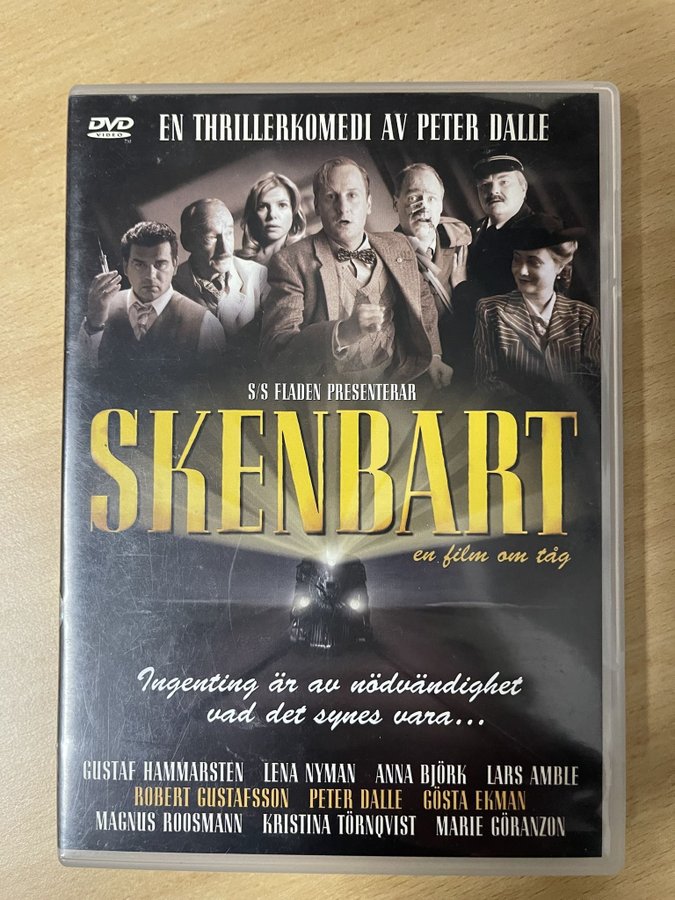 DVD
VIDEO
TM
EN THRILLERKOMEDI AV PETER DALLE
S/S FLADEN PRESENTERAR
SKENBART
en film om tåg
Ingenting är av nödvändighet
vad det synes vara...
GUSTAF HAMMARSTEN LENA NYMAN ANNA BJÖRK LARS AMBLE
ROBERT GUSTAFSSON PETER DALLE GÖSTA EKMAN
MAGNUS ROOSMANN KRISTINA TÖRNQVIST MARIE GÖRANZON